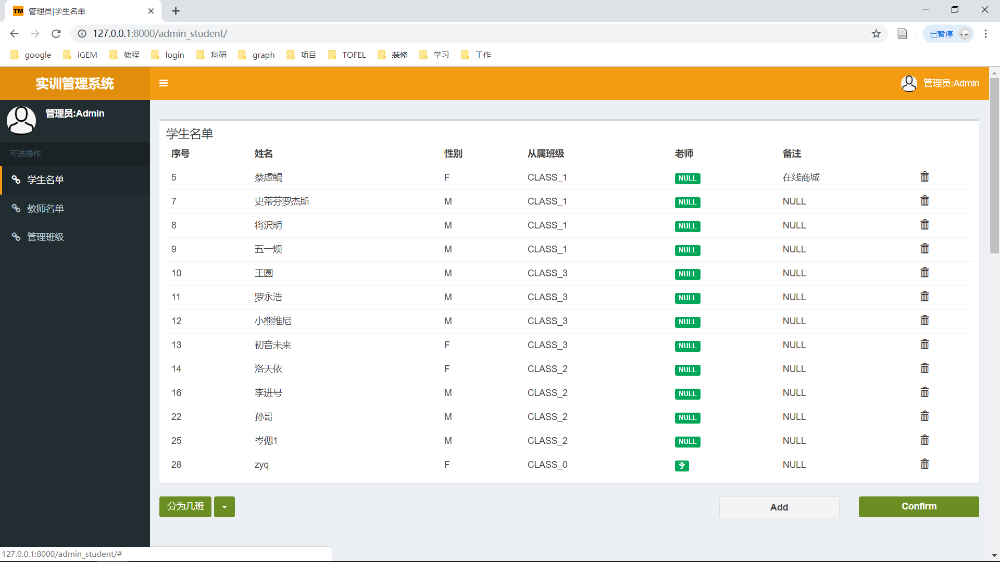 TM 管理员|学生名单
127.0.0.1:8000/admin_student/
已暂停
google iGEM 教程 login 科研 graph 项目 TOFEL 装修 学习 工作
实训管理系统
管理员:Admin
管理员:Admin
可选操作
学生名单
教师名单
管理班级
学生名单
序号 姓名 性别 从属班级 老师 备注
5 蔡虚鲲 F CLASS_1 NULL 在线商城
7 史蒂芬罗杰斯 M CLASS_1 NULL NULL
8 将沢明 M CLASS_1 NULL NULL
9 五一烦 M CLASS_1 NULL NULL
10 王圆 M CLASS_3 NULL NULL
11 罗永浩 M CLASS_3 NULL NULL
12 小熊维尼 M CLASS_3 NULL NULL
13 初音未来 F CLASS_3 NULL NULL
14 洛天依 F CLASS_2 NULL NULL
16 李进号 M CLASS_2 NULL NULL
22 孙哥 M CLASS_2 NULL NULL
25 岑偲1 M CLASS_2 NULL NULL
28 zyq F CLASS_0 李 NULL
分为几班
Add
Confirm
127.0.0.1:8000/admin_student/#